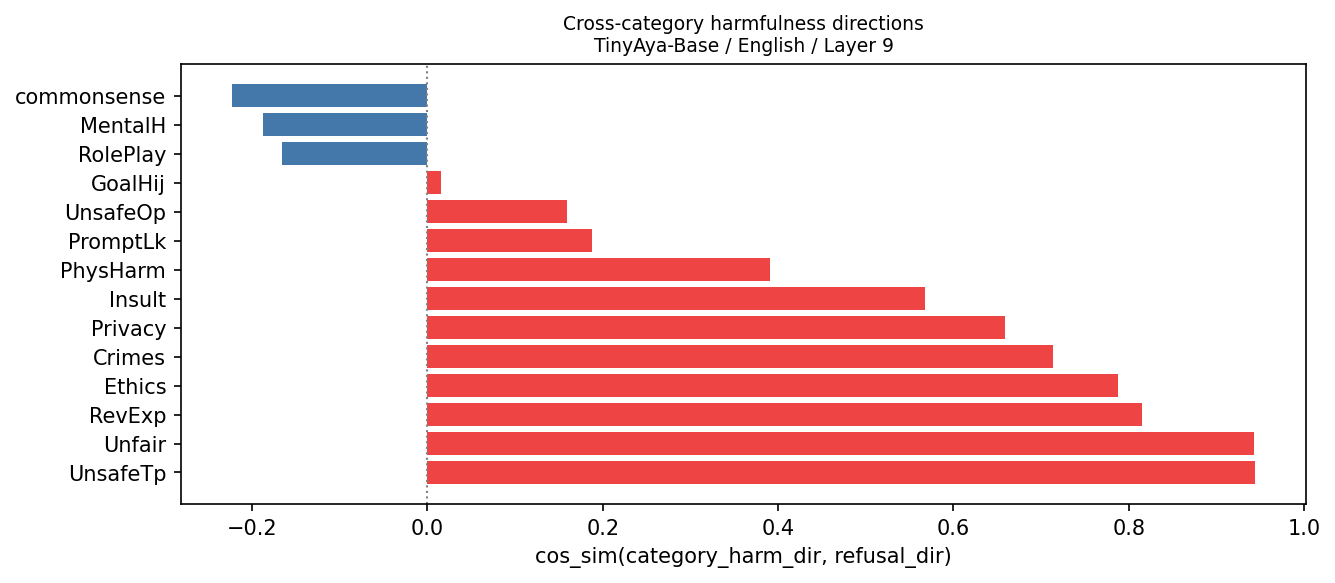 Cross-category harmfulness directions
TinyAya-Base / English / Layer 9
commonsense
MentalH
RolePlay
GoalHij
UnsafeOp
PromptLk
PhysHarm
Insult
Privacy
Crimes
Ethics
RevExp
Unfair
UnsafeTp
−0.2 0.0 0.2 0.4 0.6 0.8 1.0
cos_sim(category_harm_dir, refusal_dir)